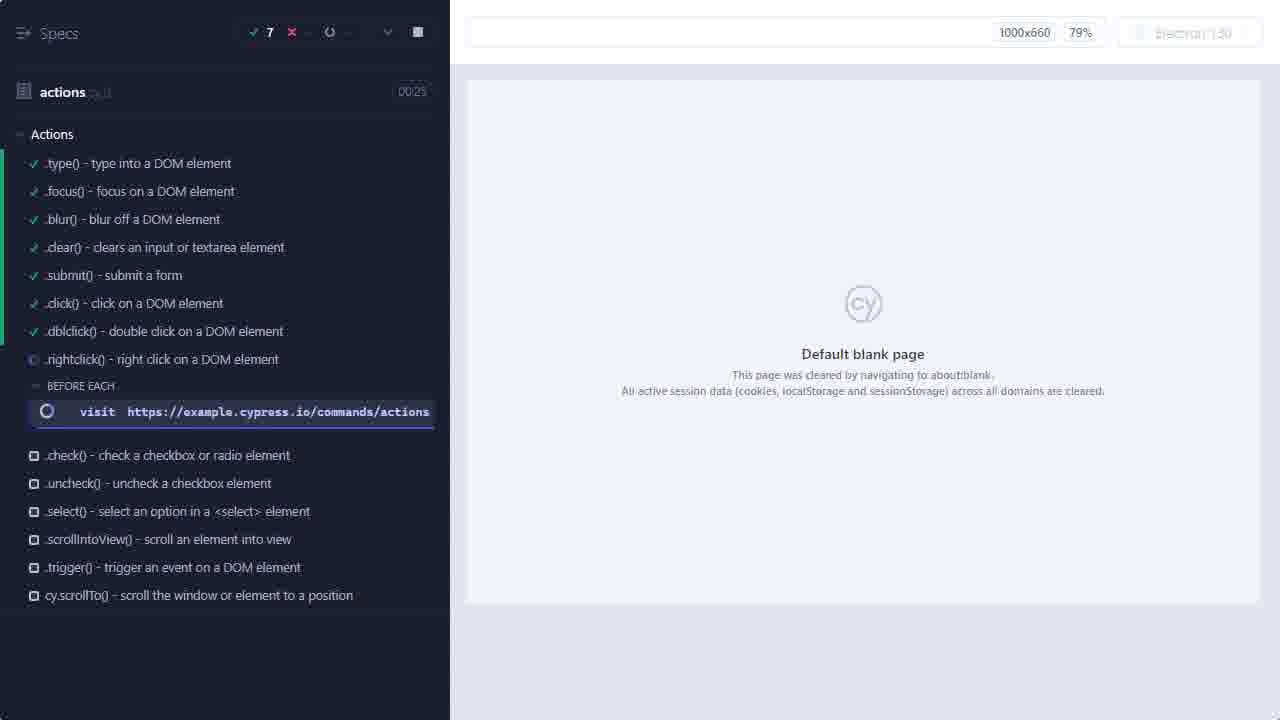 Specs
7
1000x660
79%
actions
00:25
Actions
.type() - type into a DOM element
.focus() - focus on a DOM element
.blur() - blur off a DOM element
.clear() - clears an input or textarea element
.submit() - submit a form
.click() - click on a DOM element
.dblclick() - double click on a DOM element
.rightclick() - right click on a DOM element
BEFORE EACH
visit https://example.cypress.io/commands/actions
.check() - check a checkbox or radio element
.uncheck() - uncheck a checkbox element
.select() - select an option in a <select> element
.scrollIntoView() - scroll an element into view
.trigger() - trigger an event on a DOM element
cy.scrollTo() - scroll the window or element to a position
cy
Default blank page
This page was cleared by navigating to about:blank.
All active session data (cookies, localStorage and sessionStorage) across all domains are cleared.